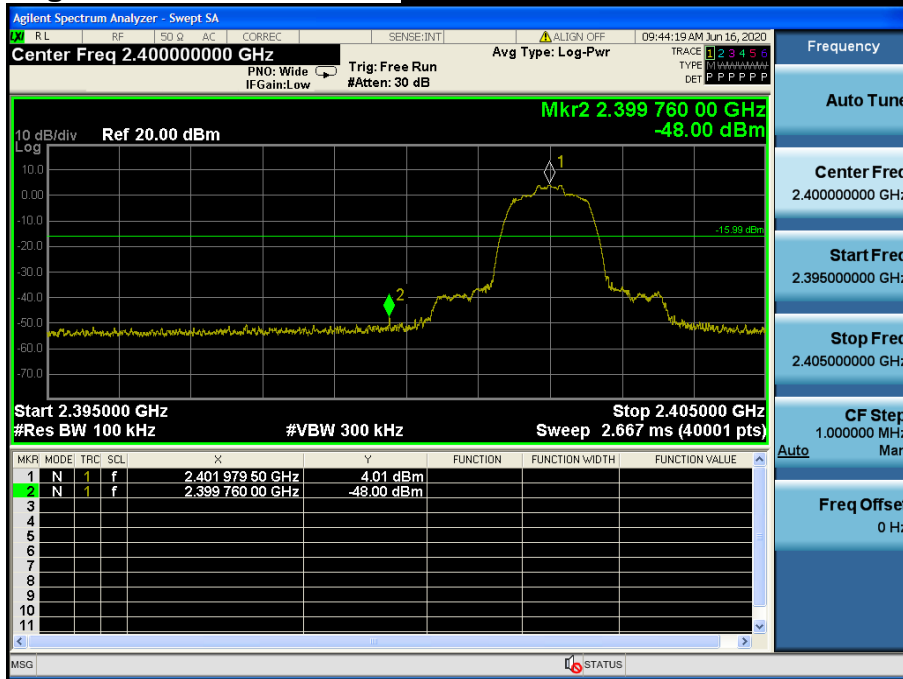 Agilent Spectrum Analyzer - Swept SA
LXI RL RF 50 Ω AC CORREC SENSE:INT ALIGN OFF 09:44:19 AM Jun 16, 2020
Center Freq 2.400000000 GHz
PNO: Wide
IFGain:Low
Trig: Free Run
#Atten: 30 dB
Avg Type: Log-Pwr
TRACE 1 2 3 4 5 6
TYPE M WWWWW
DET P P P P P P
Mkr2 2.399 760 00 GHz
-48.00 dBm
10 dB/div Ref 20.00 dBm
Log
10.0
0.00
-10.0
-20.0
-30.0
-40.0
-50.0
-60.0
-70.0
1
-15.99 dBm
2
Start 2.395000 GHz Stop 2.405000 GHz
#Res BW 100 kHz #VBW 300 kHz Sweep 2.667 ms (40001 pts)
MKR MODE TRC SCL X Y FUNCTION FUNCTION WIDTH FUNCTION VALUE
1 N 1 f 2.401 979 50 GHz 4.01 dBm
2 N 1 f 2.399 760 00 GHz -48.00 dBm
3
4
5
6
7
8
9
10
11
MSG STATUS
Frequency
Auto Tune
Center Freq
2.400000000 GHz
Start Freq
2.395000000 GHz
Stop Freq
2.405000000 GHz
CF Step
1.000000 MHz
Auto Man
Freq Offset
0 Hz